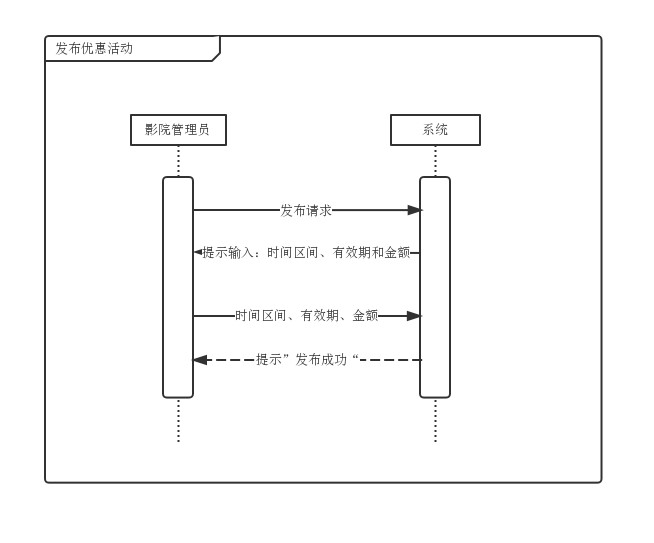 发布优惠活动
影院管理员
系统
发布请求
提示输入：时间区间、有效期和金额
时间区间、有效期、金额
提示”发布成功“